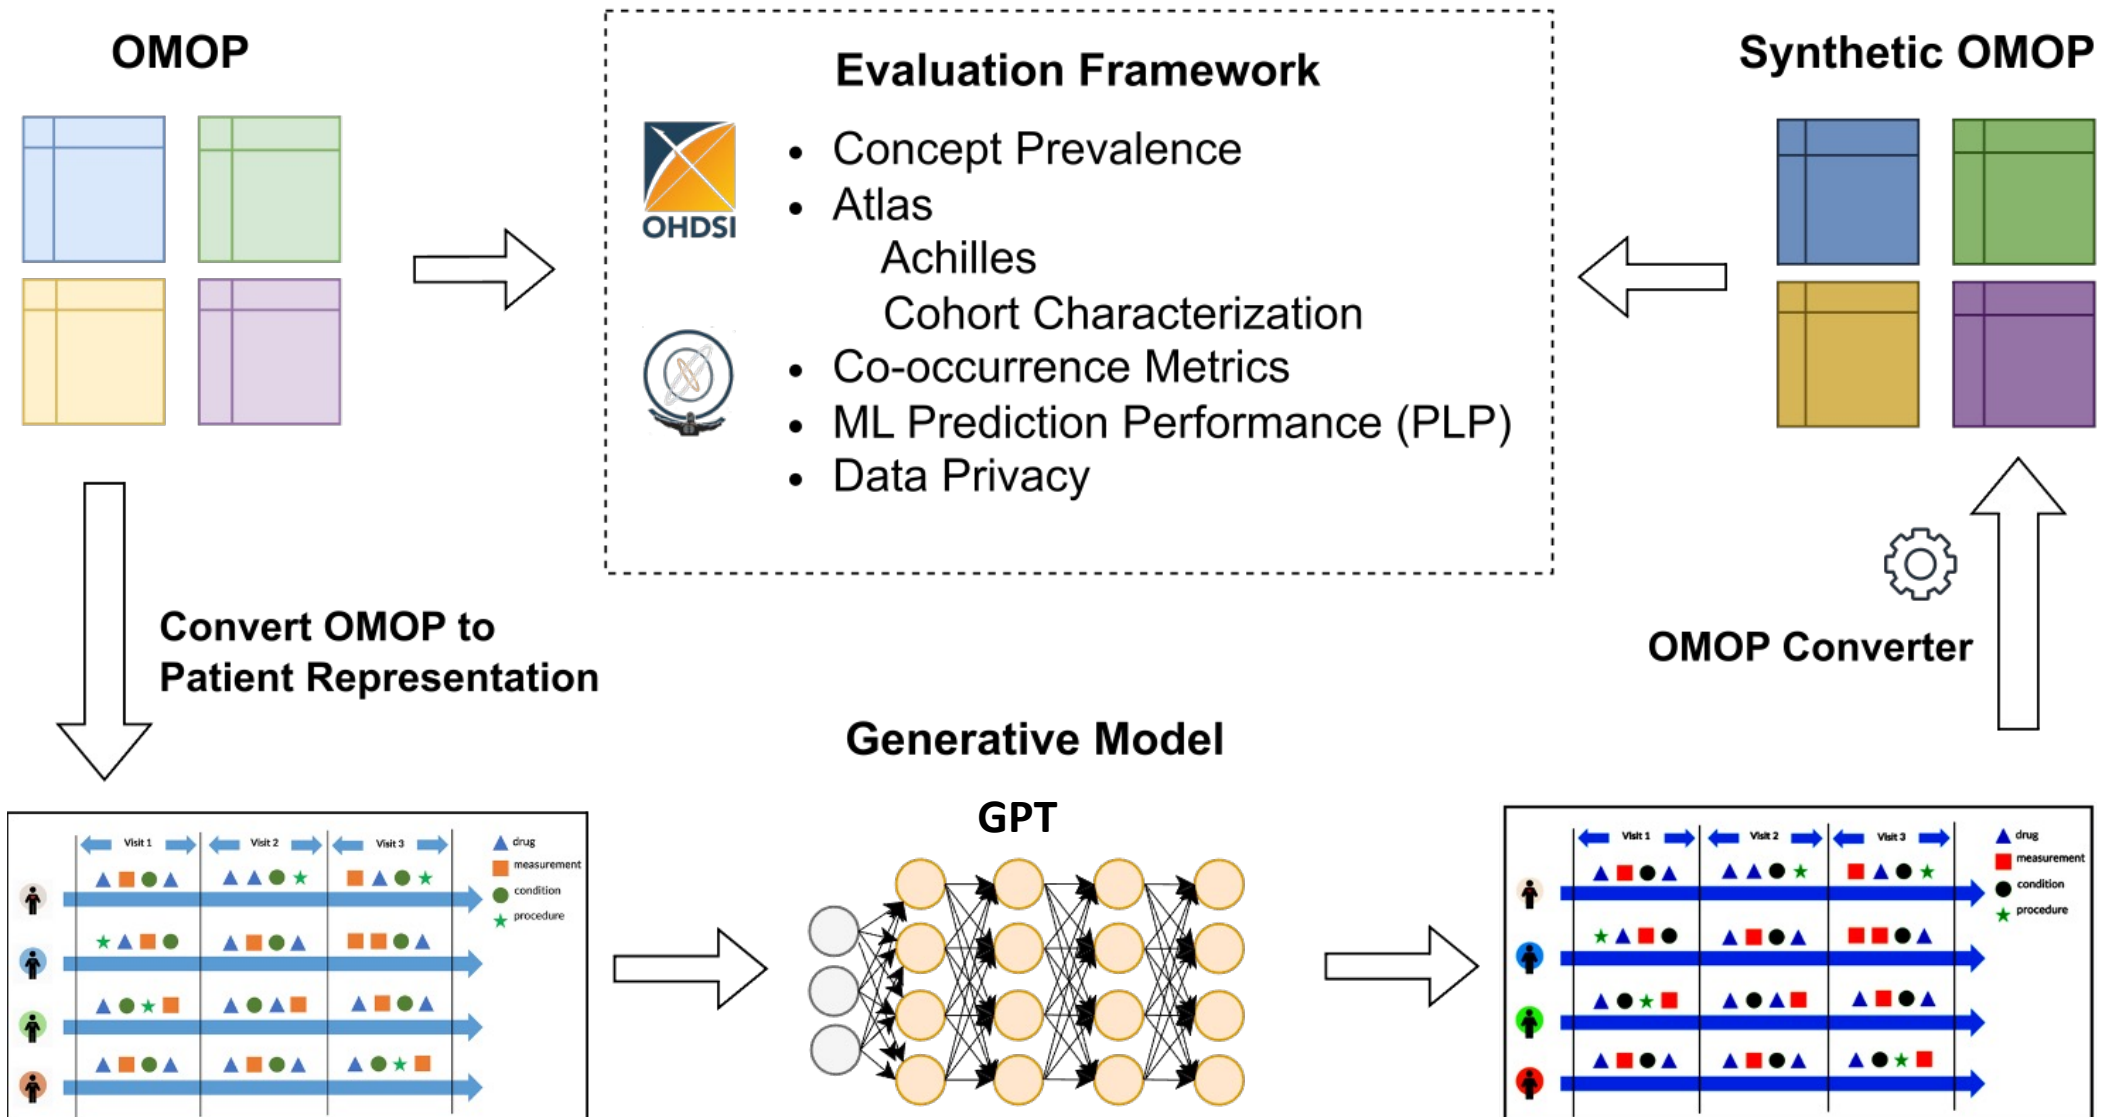 OMOP
Evaluation Framework
Synthetic OMOP
OHDSI
• Concept Prevalence
• Atlas
Achilles
Cohort Characterization
• Co-occurrence Metrics
• ML Prediction Performance (PLP)
• Data Privacy
Convert OMOP to
Patient Representation
OMOP Converter
Generative Model
GPT
Visit 1
Visit 2
Visit 3
drug
measurement
condition
procedure
Visit 1
Visit 2
Visit 3
drug
measurement
condition
procedure